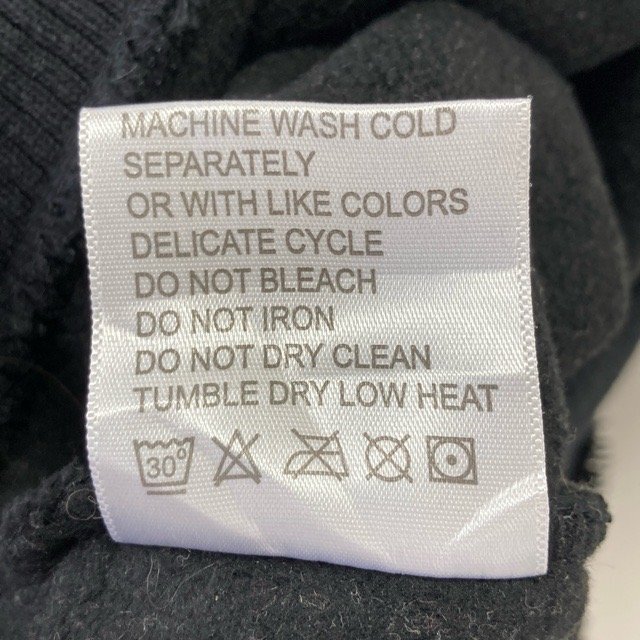 MACHINE WASH COLD
SEPARATELY
OR WITH LIKE COLORS
DELICATE CYCLE
DO NOT BLEACH
DO NOT IRON
DO NOT DRY CLEAN
TUMBLE DRY LOW HEAT
30°